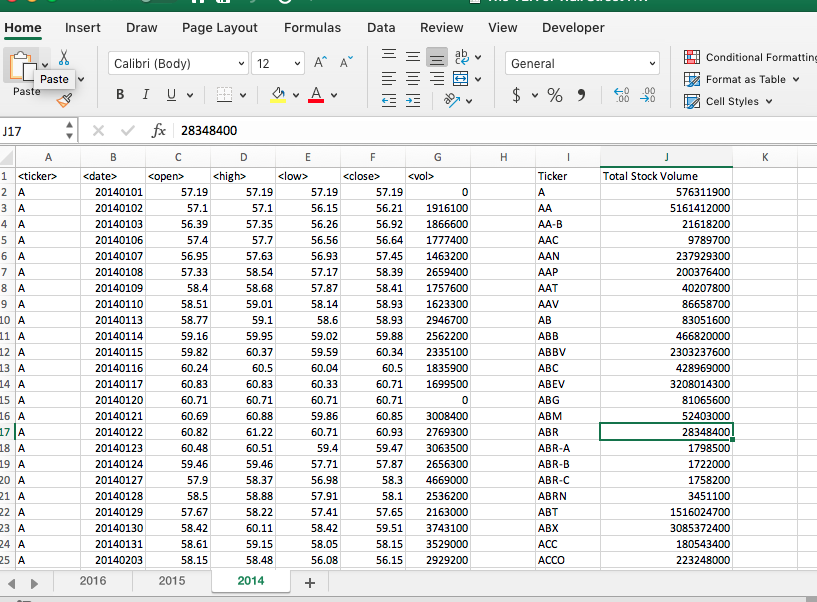 Home Insert Draw Page Layout Formulas Data Review View Developer
Paste
Paste
Calibri (Body) 12 A A
B I U A
ab
General
$ % 9 .00 .00
Conditional Formatting
Format as Table
Cell Styles
J17 fx 28348400
A B C D E F G H I J K
1 <ticker> <date> <open> <high> <low> <close> <vol> Ticker Total Stock Volume
2 A 20140101 57.19 57.19 57.19 57.19 0 A 576311900
3 A 20140102 57.1 57.1 56.15 56.21 1916100 AA 5161412000
4 A 20140103 56.39 57.35 56.26 56.92 1866600 AA-B 21618200
5 A 20140106 57.4 57.7 56.56 56.64 1777400 AAC 9789700
6 A 20140107 56.95 57.63 56.93 57.45 1463200 AAN 237929300
7 A 20140108 57.33 58.54 57.17 58.39 2659400 AAP 200376400
8 A 20140109 58.4 58.68 57.87 58.41 1757600 AAT 40207800
9 A 20140110 58.51 59.01 58.14 58.93 1623300 AAV 86658700
10 A 20140113 58.77 59.1 58.6 58.93 2946700 AB 83051600
11 A 20140114 59.16 59.95 59.02 59.88 2562200 ABB 466820000
12 A 20140115 59.82 60.37 59.59 60.34 2335100 ABBV 2303237600
13 A 20140116 60.24 60.5 60.04 60.5 1835900 ABC 428969000
14 A 20140117 60.83 60.83 60.33 60.71 1699500 ABEV 3208014300
15 A 20140120 60.71 60.71 60.71 60.71 0 ABG 81065600
16 A 20140121 60.69 60.88 59.86 60.85 3008400 ABM 52403000
17 A 20140122 60.82 61.22 60.71 60.93 2769300 ABR 28348400
18 A 20140123 60.48 60.51 59.4 59.47 3063500 ABR-A 1798500
19 A 20140124 59.46 59.46 57.71 57.87 2656300 ABR-B 1722000
20 A 20140127 57.9 58.37 56.98 58.3 4669000 ABR-C 1758200
21 A 20140128 58.5 58.88 57.91 58.1 2536200 ABRN 3451100
22 A 20140129 57.67 58.22 57.41 57.65 2163000 ABT 1516024700
23 A 20140130 58.42 60.11 58.42 59.51 3743100 ABX 3085372400
24 A 20140131 58.61 59.15 58.05 58.15 3529000 ACC 180543400
25 A 20140203 58.15 58.48 56.08 56.15 2929200 ACCO 223248000
2016 2015 2014 +